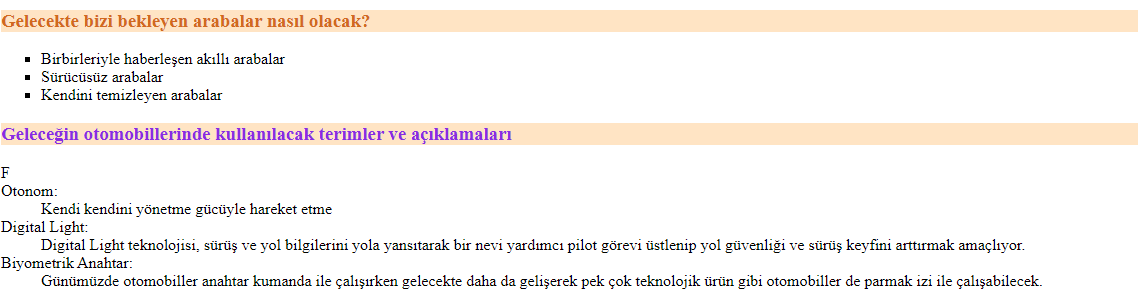 Gelecekte bizi bekleyen arabalar nasıl olacak?
Birbirleriyle haberleşen akıllı arabalar
Sürücüsüz arabalar
Kendini temizleyen arabalar
Geleceğin otomobillerinde kullanılacak terimler ve açıklamaları
F
Otonom:
Kendi kendini yönetme gücüyle hareket etme
Digital Light:
Digital Light teknolojisi, sürüş ve yol bilgilerini yola yansıtarak bir nevi yardımcı pilot görevi üstlenip yol güvenliği ve sürüş keyfini arttırmak amaçlıyor.
Biyometrik Anahtar:
Günümüzde otomobiller anahtar kumanda ile çalışırken gelecekte daha da gelişerek pek çok teknolojik ürün gibi otomobiller de parmak izi ile çalışabilecek.